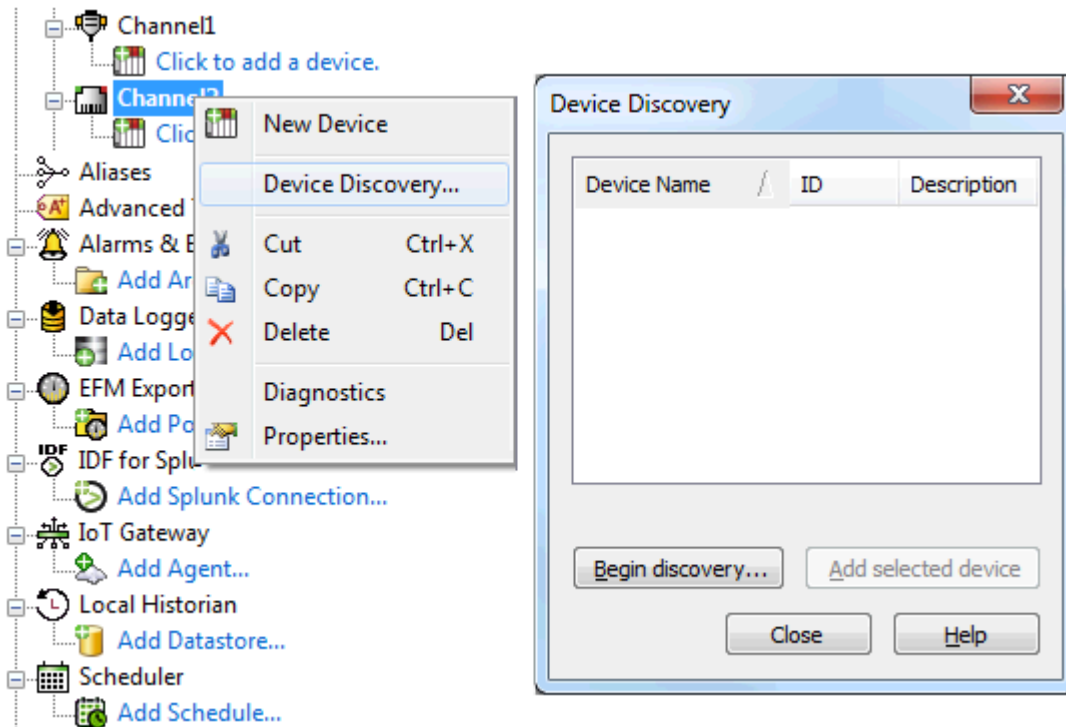 Channel1
Click to add a device.
Channel2
Clic
Aliases
Advanced
Alarms & E
Add Ar
Data Logge
Add Lo
EFM Export
Add Po
IDF for Splu
Add Splunk Connection...
IoT Gateway
Add Agent...
Local Historian
Add Datastore...
Scheduler
Add Schedule...
New Device
Device Discovery...
Cut Ctrl+X
Copy Ctrl+C
Delete Del
Diagnostics
Properties...
Device Discovery
Device Name ID Description
Begin discovery... Add selected device
Close Help